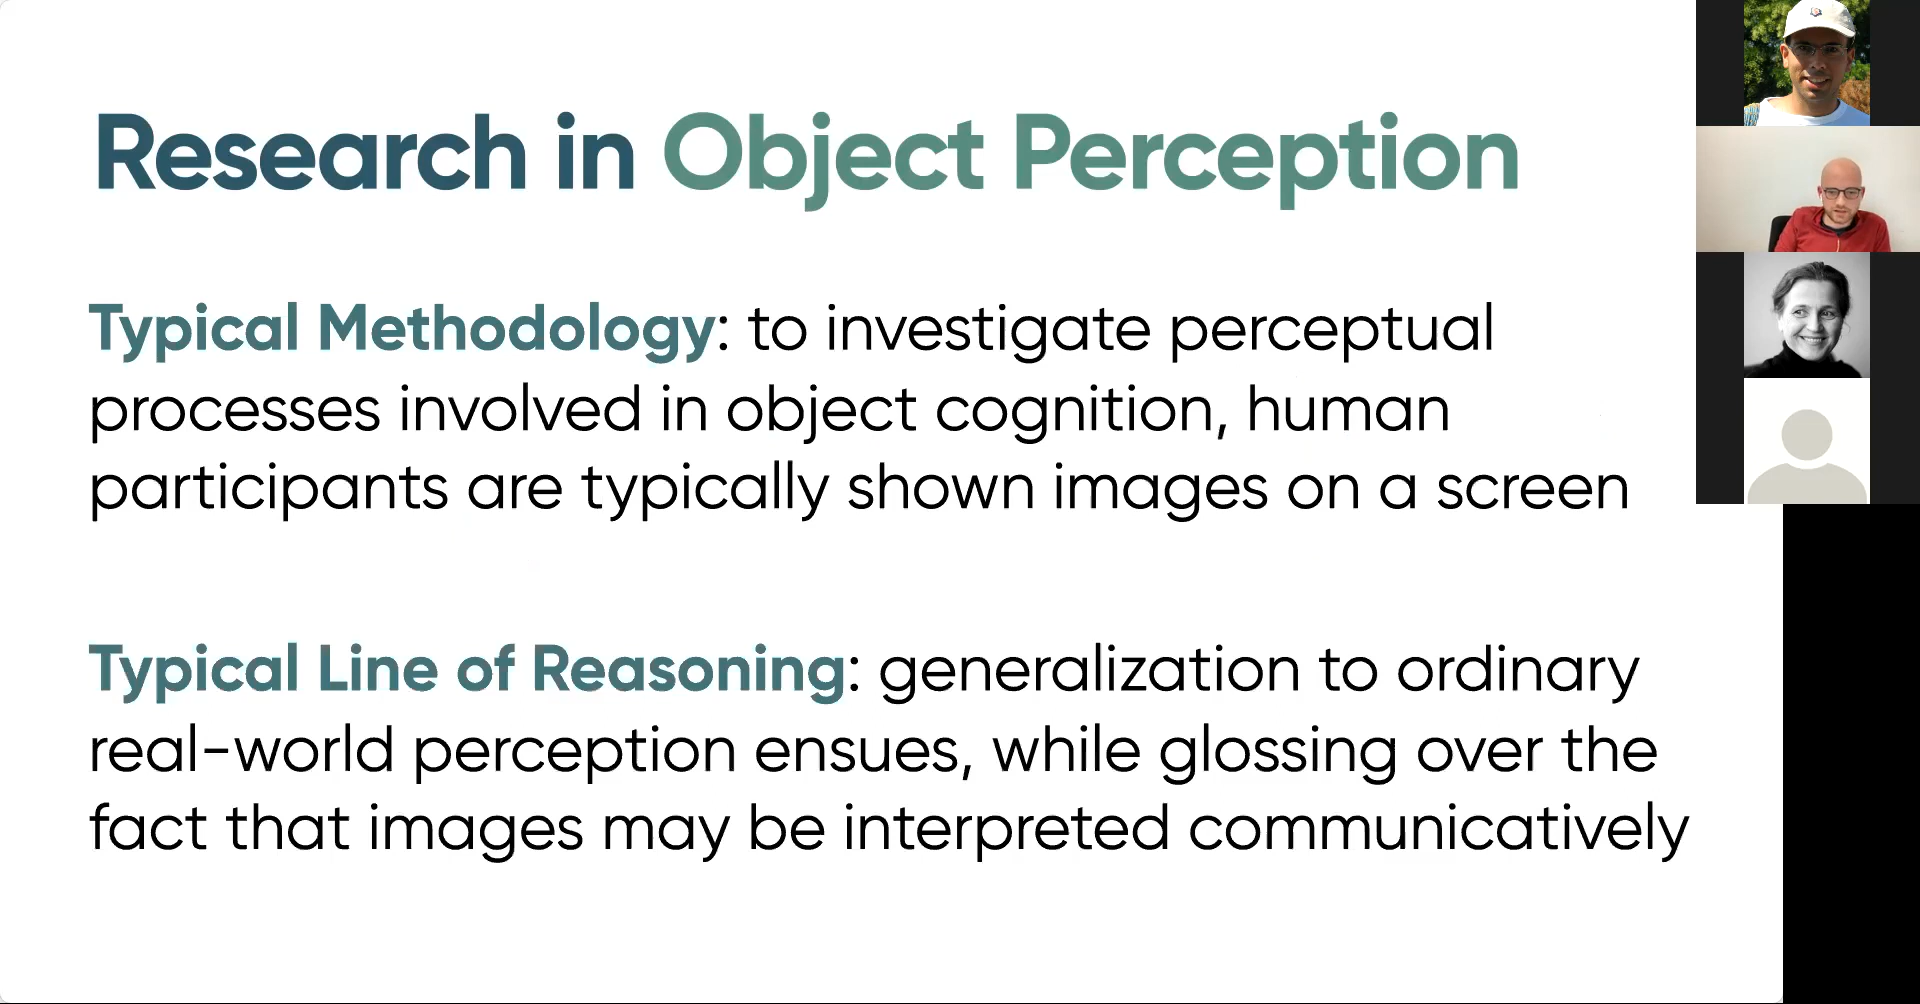 Research in Object Perception
Typical Methodology: to investigate perceptual
processes involved in object cognition, human
participants are typically shown images on a screen
Typical Line of Reasoning: generalization to ordinary
real-world perception ensues, while glossing over the
fact that images may be interpreted communicatively